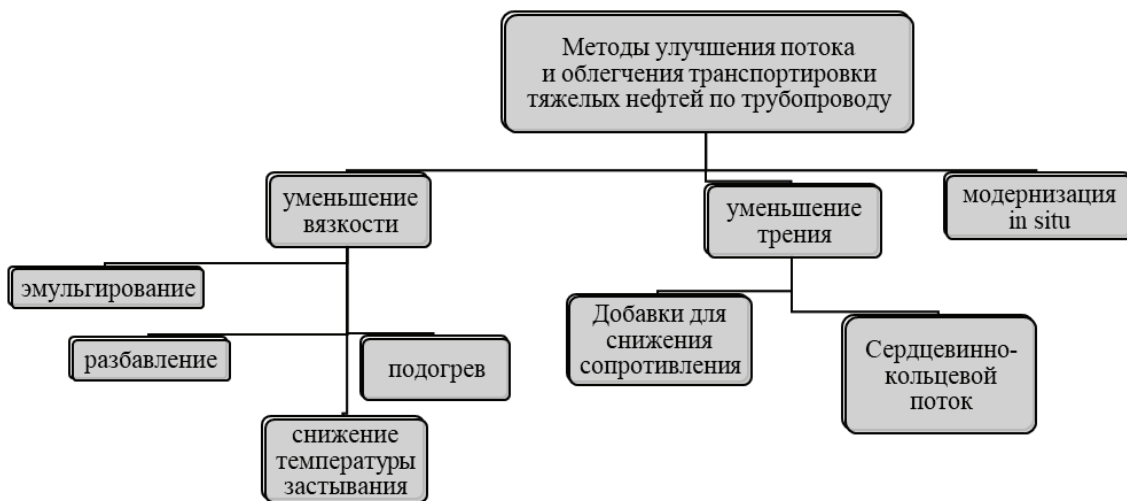 Методы улучшения потока
и облегчения транспортировки
тяжелых нефтей по трубопроводу
уменьшение
вязкости
уменьшение
трения
модернизация
in situ
эмульгирование
разбавление
подогрев
снижение
температуры
застывания
Добавки для
снижения
сопротивления
Сердцевинно-
кольцевой
поток